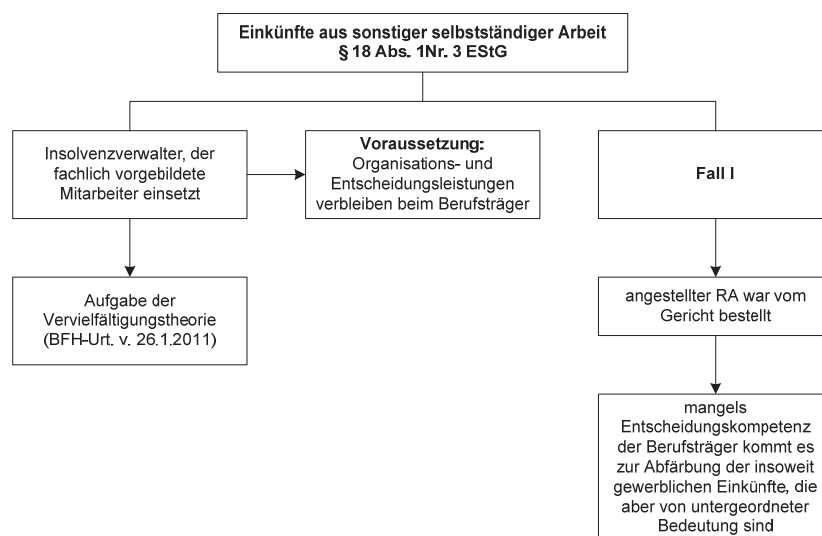 Einkünfte aus sonstiger selbstständiger Arbeit
§ 18 Abs. 1Nr. 3 EStG
Insolvenzverwalter, der
fachlich vorgebildete
Mitarbeiter einsetzt
Voraussetzung:
Organisations- und
Entscheidungsleistungen
verbleiben beim Berufsträger
Fall I
Aufgabe der
Vervielfältigungstheorie
(BFH-Urt. v. 26.1.2011)
angestellter RA war vom
Gericht bestellt
mangels
Entscheidungskompetenz
der Berufsträger kommt es
zur Abfärbung der insoweit
gewerblichen Einkünfte, die
aber von untergeordneter
Bedeutung sind